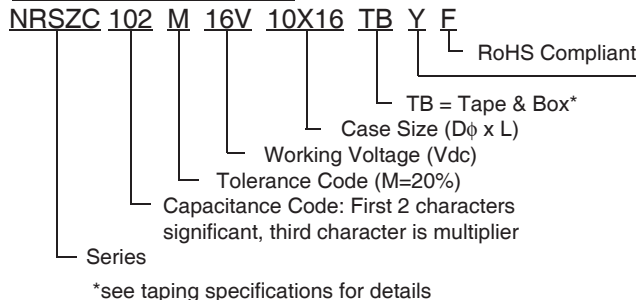 NRSZC 102 M 16V 10X16 TB Y F
RoHS Compliant
TB = Tape & Box*
Case Size (Dϕ x L)
Working Voltage (Vdc)
Tolerance Code (M=20%)
Capacitance Code: First 2 characters
significant, third character is multiplier
Series
*see taping specifications for details